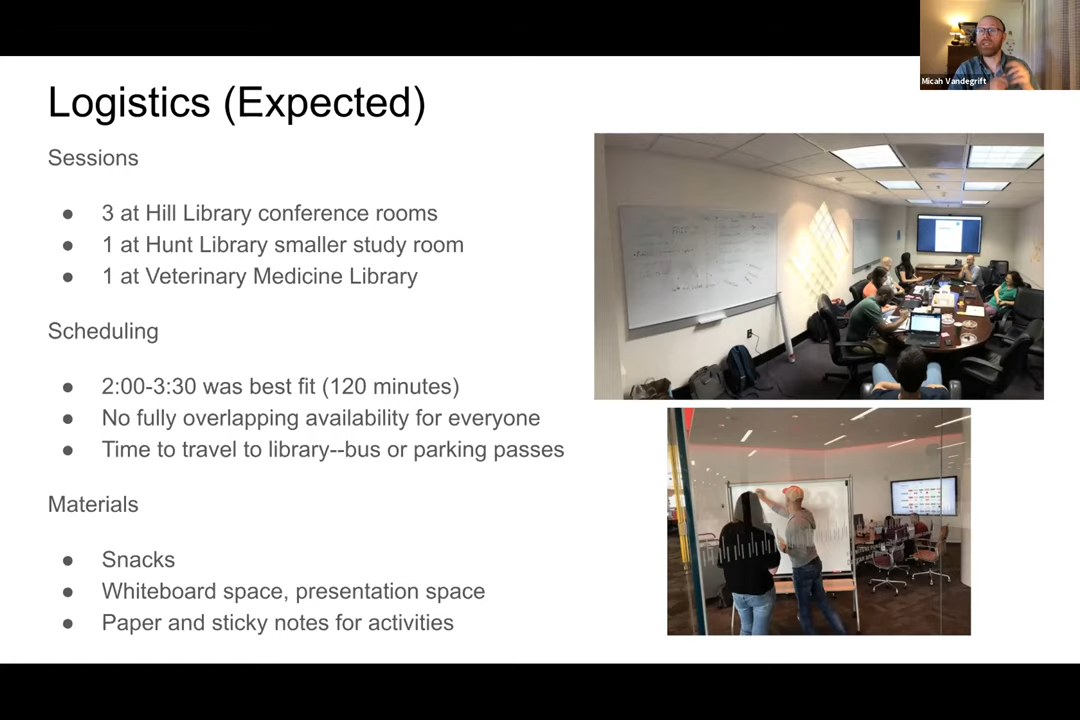 Micah Vandegrift
Logistics (Expected)
Sessions
● 3 at Hill Library conference rooms
● 1 at Hunt Library smaller study room
● 1 at Veterinary Medicine Library
Scheduling
● 2:00-3:30 was best fit (120 minutes)
● No fully overlapping availability for everyone
● Time to travel to library--bus or parking passes
Materials
● Snacks
● Whiteboard space, presentation space
● Paper and sticky notes for activities